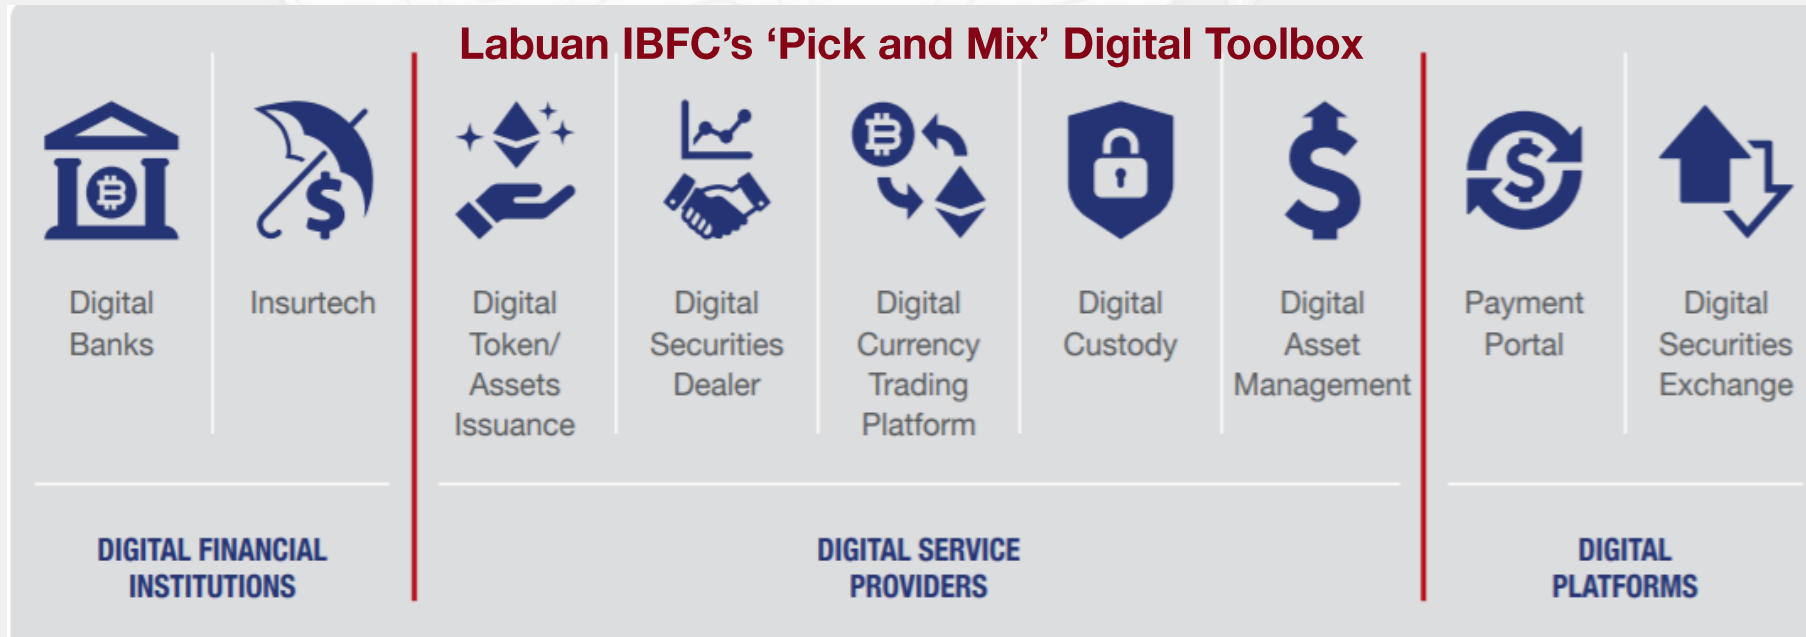 Labuan IBFC’s ‘Pick and Mix’ Digital Toolbox
Digital
Banks
Insurtech
Digital
Token/
Assets
Issuance
Digital
Securities
Dealer
Digital
Currency
Trading
Platform
Digital
Custody
Digital
Asset
Management
Payment
Portal
Digital
Securities
Exchange
DIGITAL FINANCIAL
INSTITUTIONS
DIGITAL SERVICE
PROVIDERS
DIGITAL
PLATFORMS